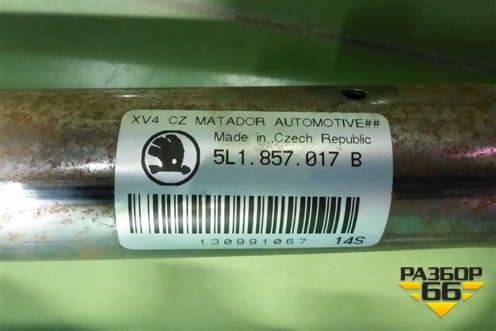 XV4 CZ MATADOR AUTOMOTIVE##
Made in Czech Republic
5L1.857.017 B
130991067 14S
РАЗБОР
66